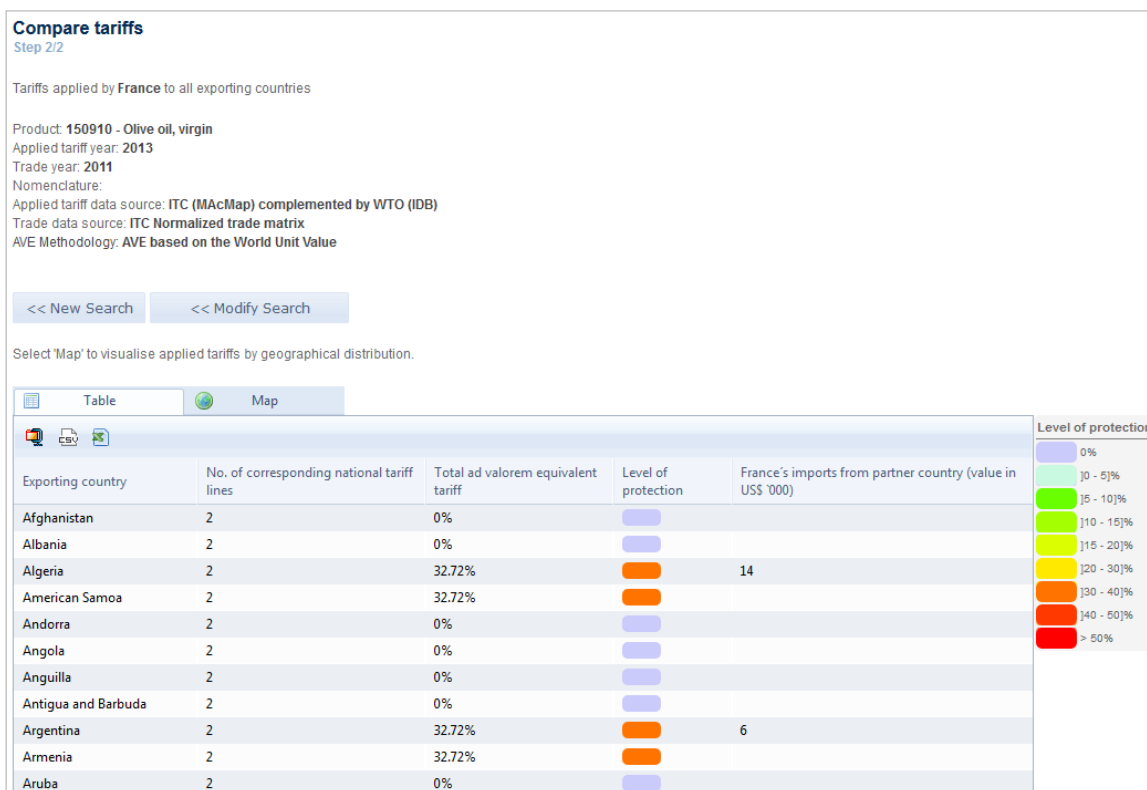 Compare tariffs
Step 2/2
Tariffs applied by France to all exporting countries
Product: 150910 - Olive oil, virgin
Applied tariff year: 2013
Trade year: 2011
Nomenclature:
Applied tariff data source: ITC (MAcMap) complemented by WTO (IDB)
Trade data source: ITC Normalized trade matrix
AVE Methodology: AVE based on the World Unit Value
<< New Search << Modify Search
Select 'Map' to visualise applied tariffs by geographical distribution.
Table Map
CSV
Level of protection
0%
]0 - 5]%
]5 - 10]%
]10 - 15]%
]15 - 20]%
]20 - 30]%
]30 - 40]%
]40 - 50]%
> 50%
Exporting country No. of corresponding national tariff lines Total ad valorem equivalent tariff Level of protection France´s imports from partner country (value in US$ '000)
Afghanistan 2 0%
Albania 2 0%
Algeria 2 32.72% 14
American Samoa 2 32.72%
Andorra 2 0%
Angola 2 0%
Anguilla 2 0%
Antigua and Barbuda 2 0%
Argentina 2 32.72% 6
Armenia 2 32.72%
Aruba 2 0%